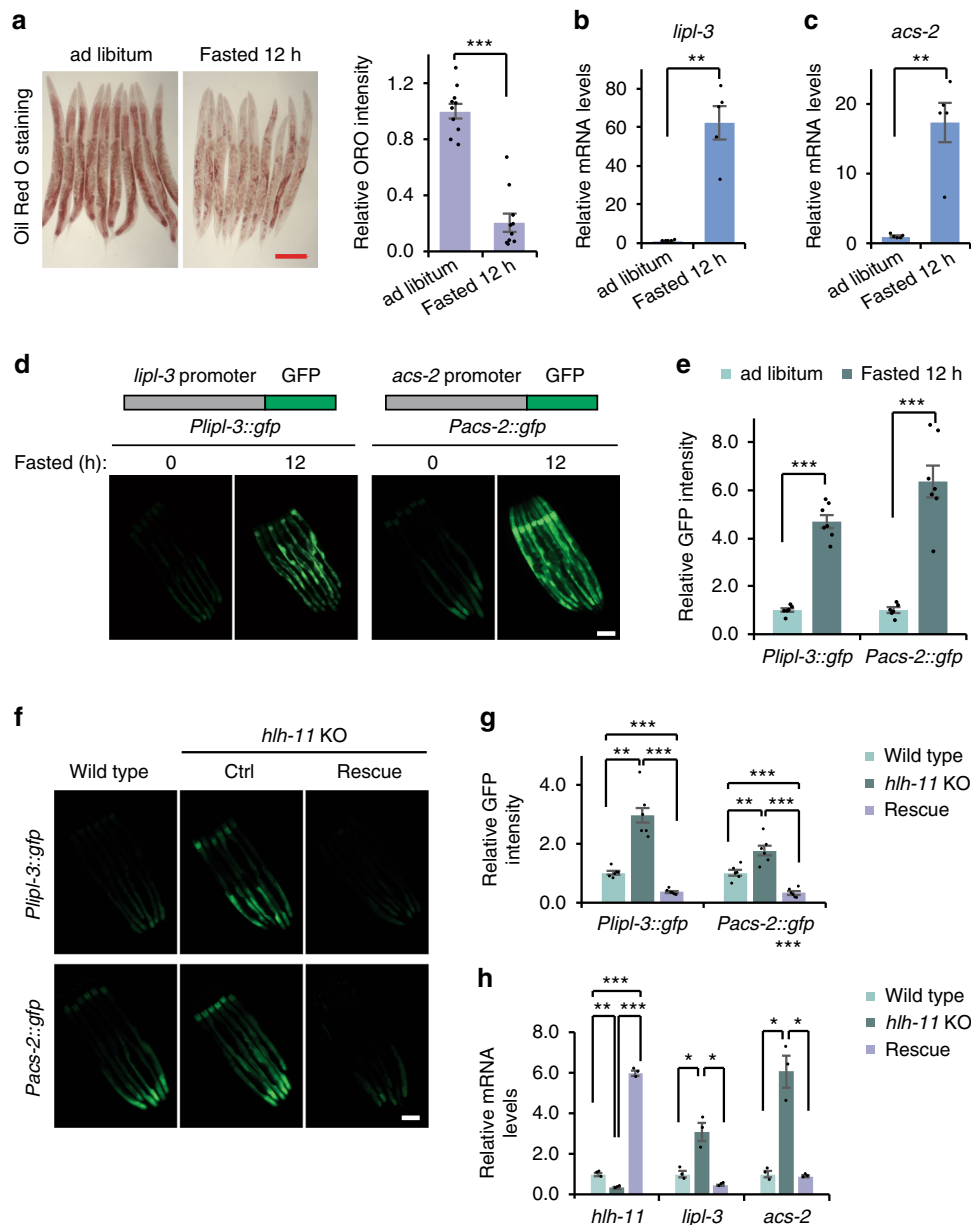 a
ad libitum
Fasted 12 h
Oil Red O staining
Relative ORO intensity
1.2
0.8
0.4
0.0
***
ad libitum
Fasted 12 h
b
lipl-3
Relative mRNA levels
80
60
40
20
0
**
ad libitum
Fasted 12 h
c
acs-2
Relative mRNA levels
20
10
0
**
ad libitum
Fasted 12 h
d
lipl-3 promoter GFP
Plipl-3::gfp
acs-2 promoter GFP
Pacs-2::gfp
Fasted (h): 0 12 0 12
e
ad libitum Fasted 12 h
Relative GFP intensity
8.0
6.0
4.0
2.0
0.0
***
***
Plipl-3::gfp Pacs-2::gfp
f
hlh-11 KO
Wild type Ctrl Rescue
Plipl-3::gfp
Pacs-2::gfp
g
Relative GFP
intensity
4.0
2.0
0.0
***
** ***
***
** ***
Plipl-3::gfp Pacs-2::gfp
***
Wild type
hlh-11 KO
Rescue
h
Relative mRNA
levels
8.0
6.0
4.0
2.0
0.0
***
** ***
* *
* *
hlh-11 lipl-3 acs-2
Wild type
hlh-11 KO
Rescue